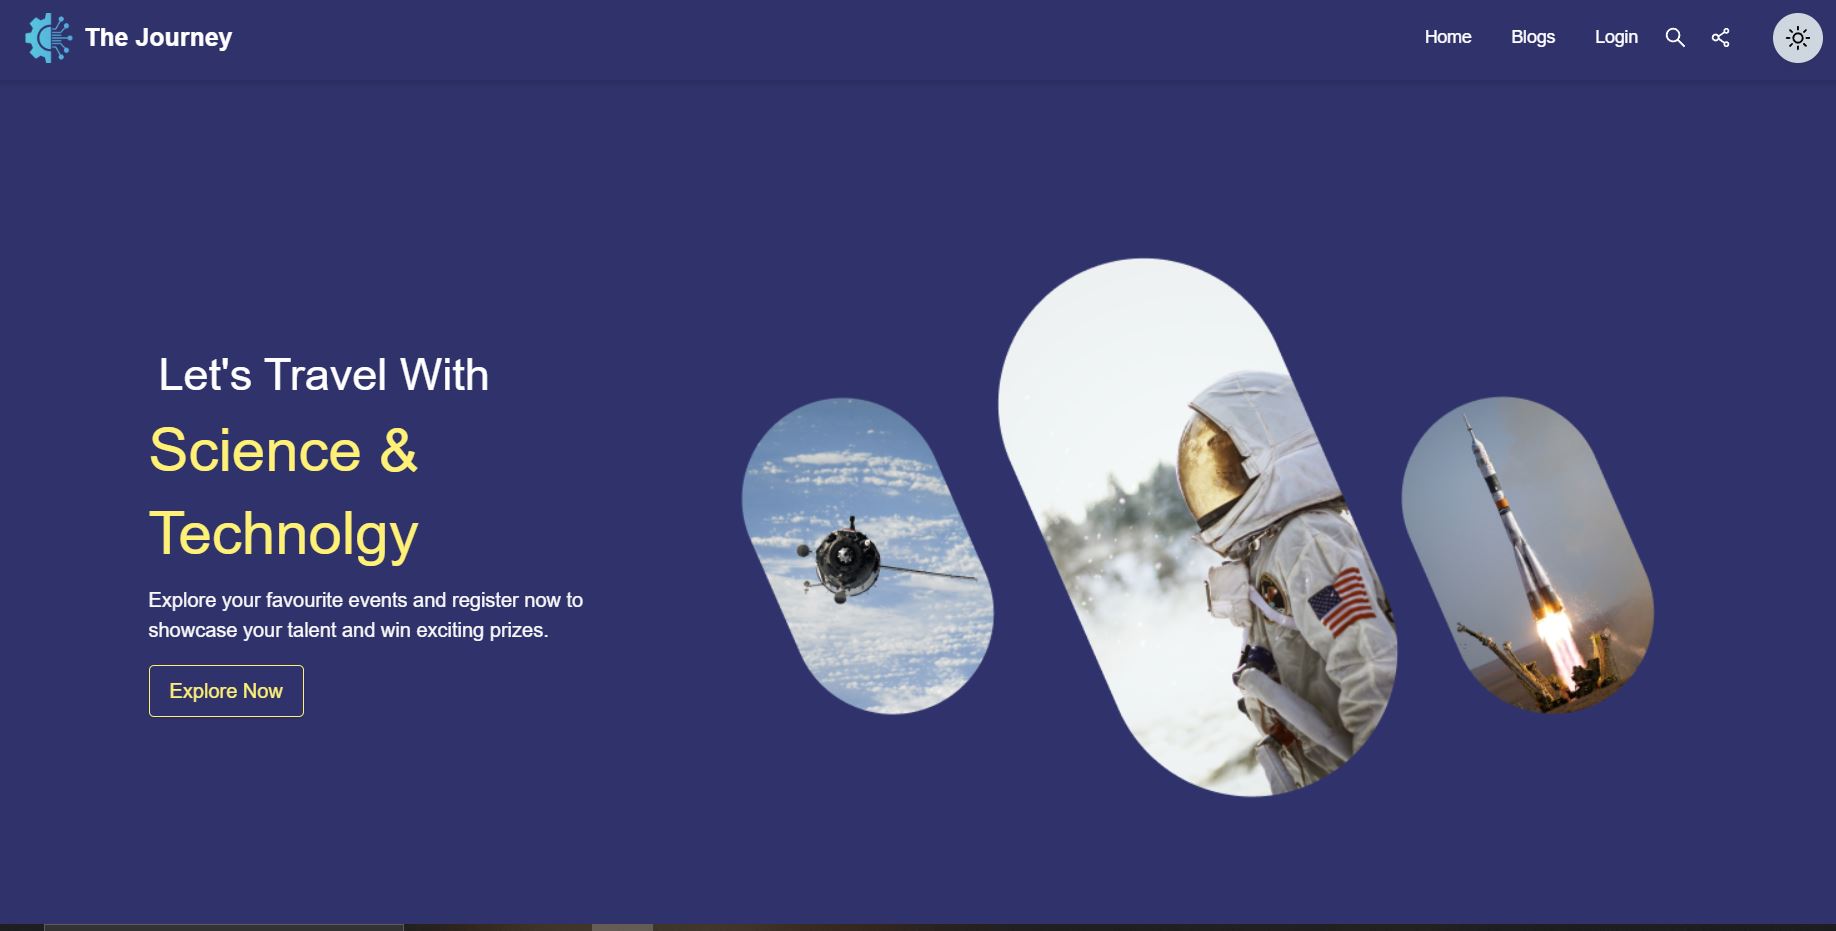 The Journey
Home Blogs Login
Let's Travel With
Science &
Technolgy
Explore your favourite events and register now to
showcase your talent and win exciting prizes.
Explore Now